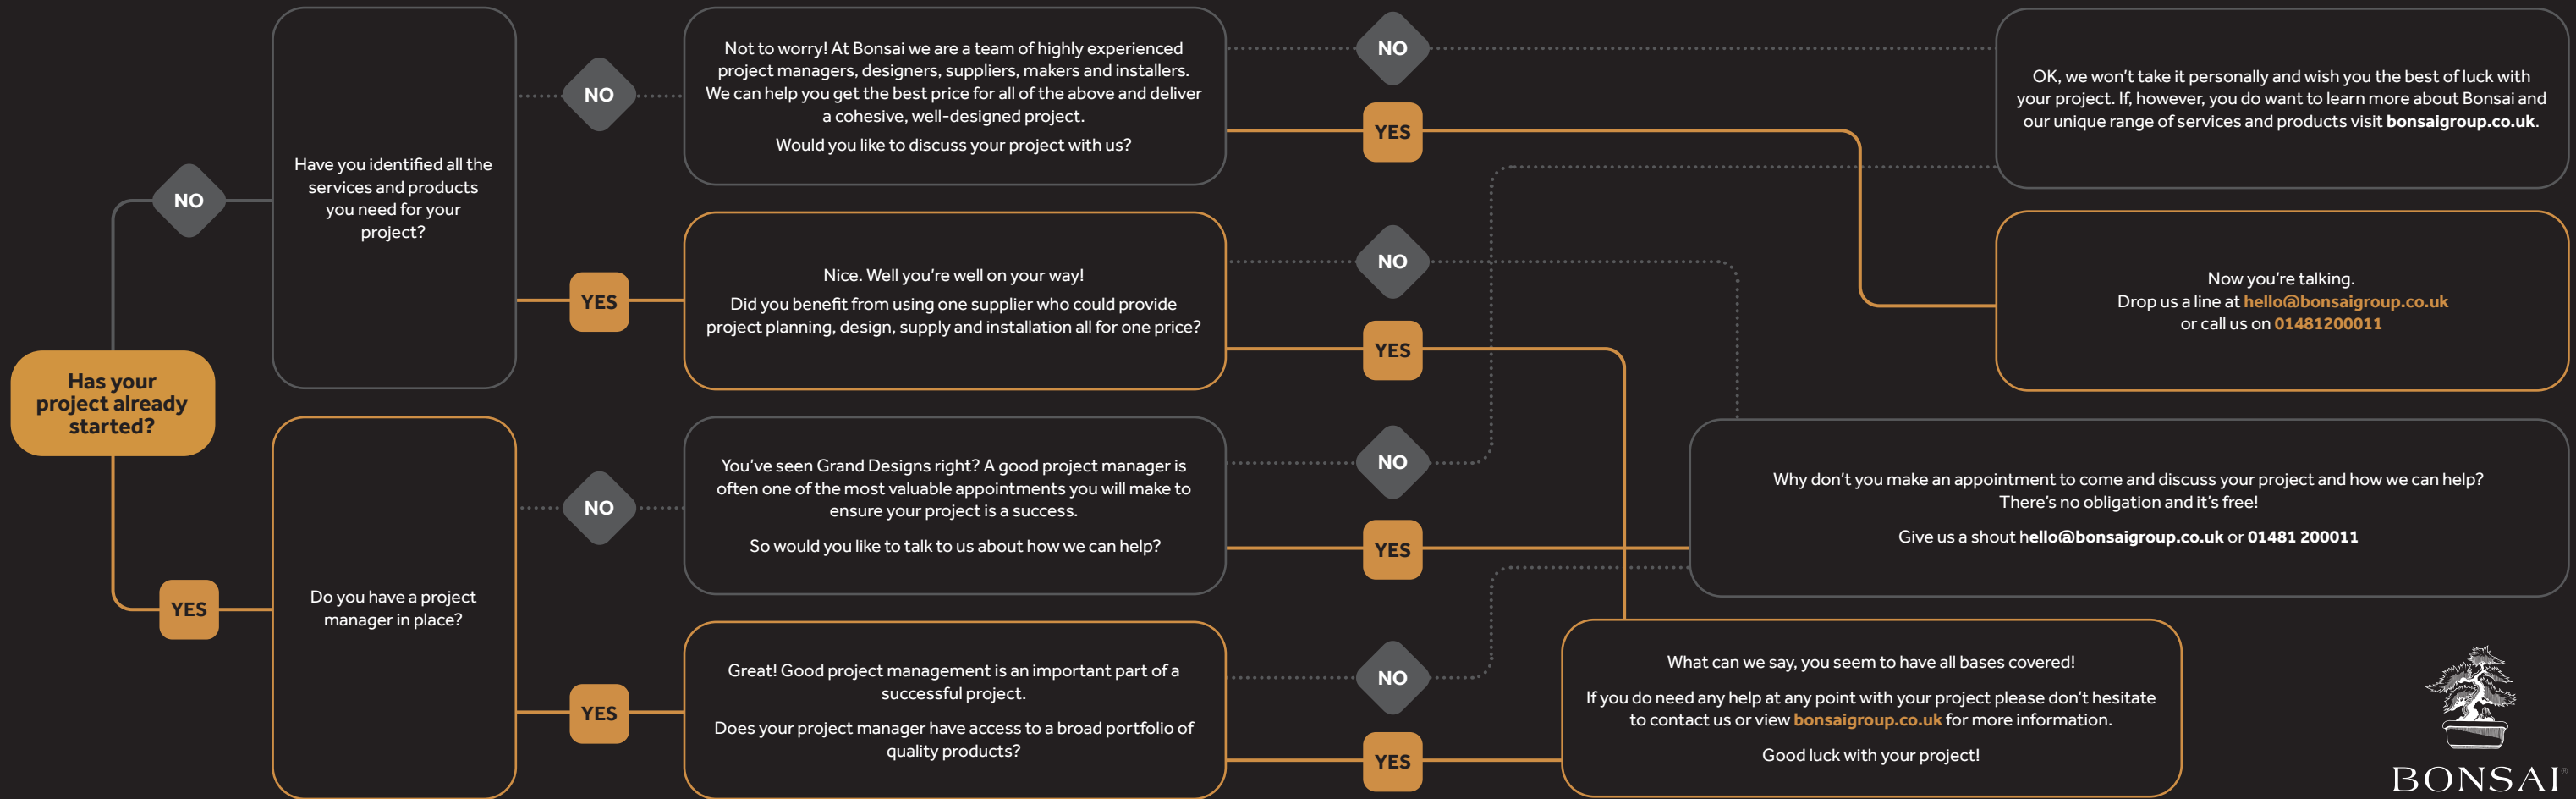 Has your
project already
started?
NO
Have you identified all the
services and products
you need for your
project?
NO
Not to worry! At Bonsai we are a team of highly experienced
project managers, designers, suppliers, makers and installers.
We can help you get the best price for all of the above and deliver
a cohesive, well-designed project.
Would you like to discuss your project with us?
NO
OK, we won't take it personally and wish you the best of luck with
your project. If, however, you do want to learn more about Bonsai and
our unique range of services and products visit bonsaigroup.co.uk.
YES
Now you're talking.
Drop us a line at hello@bonsaigroup.co.uk
or call us on 01481200011
YES
Nice. Well you're well on your way!
Did you benefit from using one supplier who could provide
project planning, design, supply and installation all for one price?
NO
YES
YES
Do you have a project
manager in place?
NO
You've seen Grand Designs right? A good project manager is
often one of the most valuable appointments you will make to
ensure your project is a success.
So would you like to talk to us about how we can help?
NO
YES
Why don't you make an appointment to come and discuss your project and how we can help?
There's no obligation and it's free!
Give us a shout hello@bonsaigroup.co.uk or 01481 200011
YES
Great! Good project management is an important part of a
successful project.
Does your project manager have access to a broad portfolio of
quality products?
NO
YES
What can we say, you seem to have all bases covered!
If you do need any help at any point with your project please don't hesitate
to contact us or view bonsaigroup.co.uk for more information.
Good luck with your project!
BONSAI®